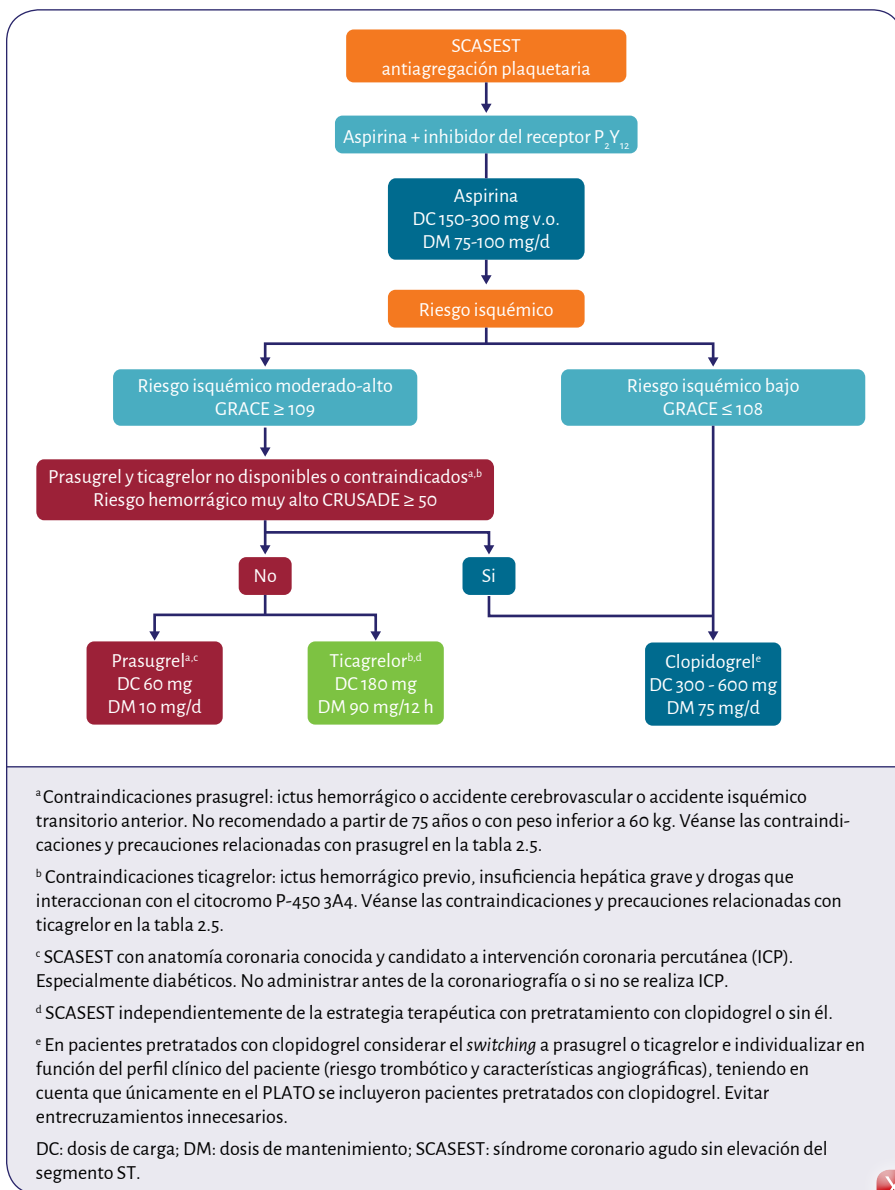 SCASEST
antiagregación plaquetaria
Aspirina + inhibidor del receptor P₂Y₁₂
Aspirina
DC 150-300 mg v.o.
DM 75-100 mg/d
Riesgo isquémico
Riesgo isquémico moderado-alto
GRACE ≥ 109
Riesgo isquémico bajo
GRACE ≤ 108
Prasugrel y ticagrelor no disponibles o contraindicadosᵃ,ᵇ
Riesgo hemorrágico muy alto CRUSADE ≥ 50
No
Si
Prasugrelᵃ,ᶜ
DC 60 mg
DM 10 mg/d
Ticagrelorᵇ,ᵈ
DC 180 mg
DM 90 mg/12 h
Clopidogrelᵉ
DC 300 - 600 mg
DM 75 mg/d
ᵃ Contraindicaciones prasugrel: ictus hemorrágico o accidente cerebrovascular o accidente isquémico
transitorio anterior. No recomendado a partir de 75 años o con peso inferior a 60 kg. Véanse las contraindi-
caciones y precauciones relacionadas con prasugrel en la tabla 2.5.
ᵇ Contraindicaciones ticagrelor: ictus hemorrágico previo, insuficiencia hepática grave y drogas que
interaccionan con el citocromo P-450 3A4. Véanse las contraindicaciones y precauciones relacionadas con
ticagrelor en la tabla 2.5.
ᶜ SCASEST con anatomía coronaria conocida y candidato a intervención coronaria percutánea (ICP).
Especialmente diabéticos. No administrar antes de la coronariografía o si no se realiza ICP.
ᵈ SCASEST independientemente de la estrategia terapéutica con pretratamiento con clopidogrel o sin él.
ᵉ En pacientes pretratados con clopidogrel considerar el switching a prasugrel o ticagrelor e individualizar en
función del perfil clínico del paciente (riesgo trombótico y características angiográficas), teniendo en
cuenta que únicamente en el PLATO se incluyeron pacientes pretratados con clopidogrel. Evitar
entrecruzamientos innecesarios.
DC: dosis de carga; DM: dosis de mantenimiento; SCASEST: síndrome coronario agudo sin elevación del
segmento ST.